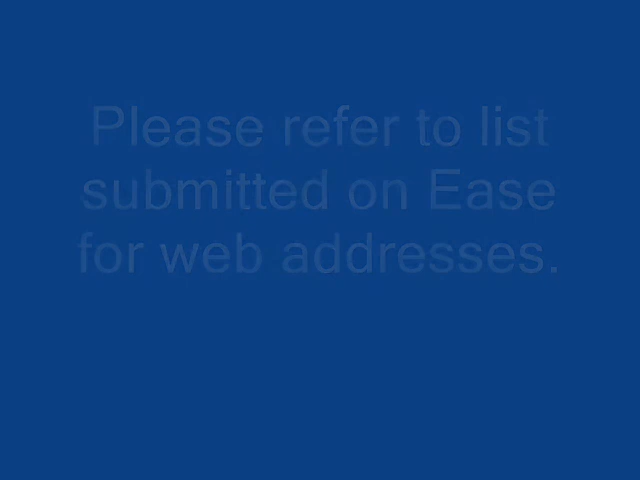 Please refer to list
submitted on Ease
for web addresses.